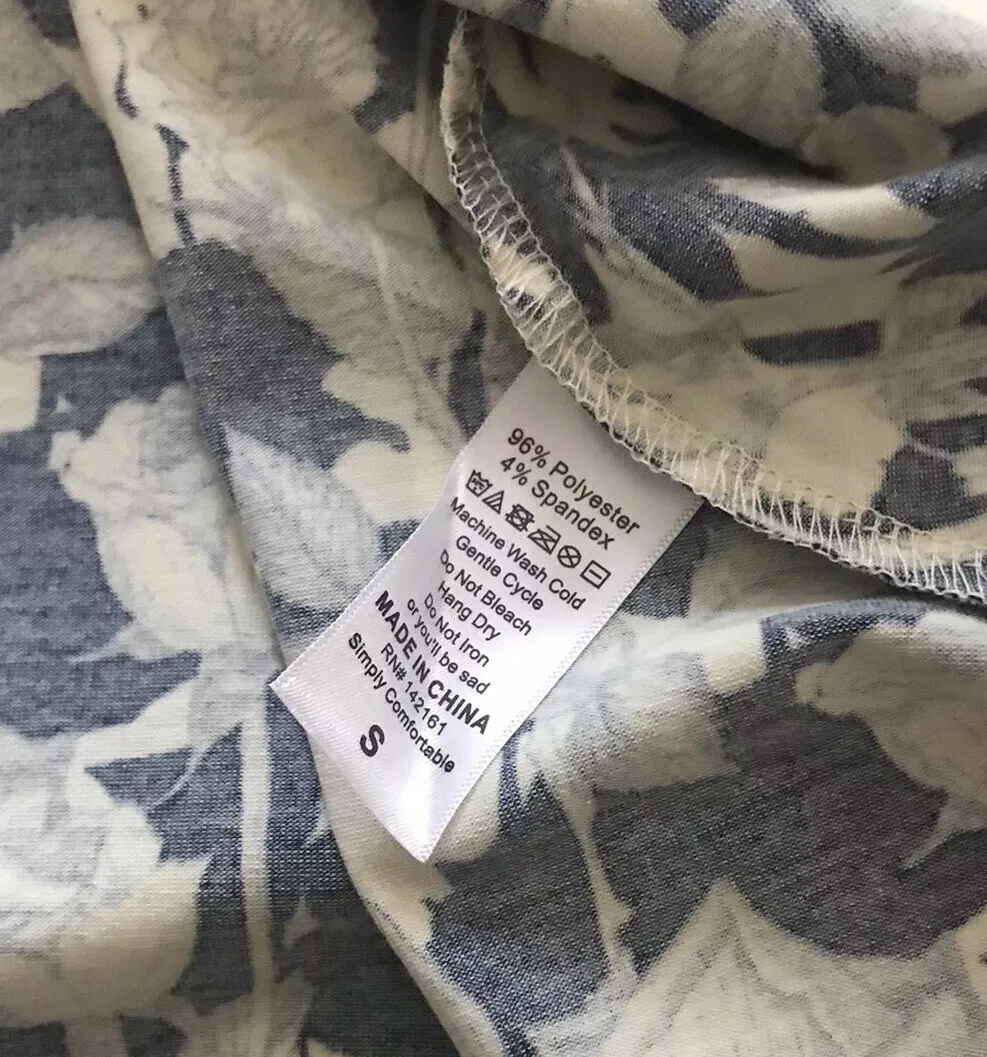 96% Polyester
4% Spandex
Machine Wash Cold
Gentle Cycle
Do Not Bleach
Hang Dry
Do Not Iron
or you'll be sad
MADE IN CHINA
RN# 142161
Simply Comfortable
S